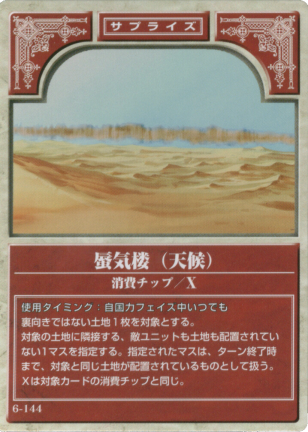 サプライズ
蜃気楼（天候）
消費チップ／X
使用タイミング：自国力フェイス中いつても
裏向きではない土地1枚を対象とする。
対象の土地に隣接する、敵ユニットも土地も配置されてい
ない1マスを指定する。指定されたマスは、ターン終了時
まで、対象と同じ土地が配置されているものとして扱う。
Xは対象カードの消費チップと同じ。
6-144